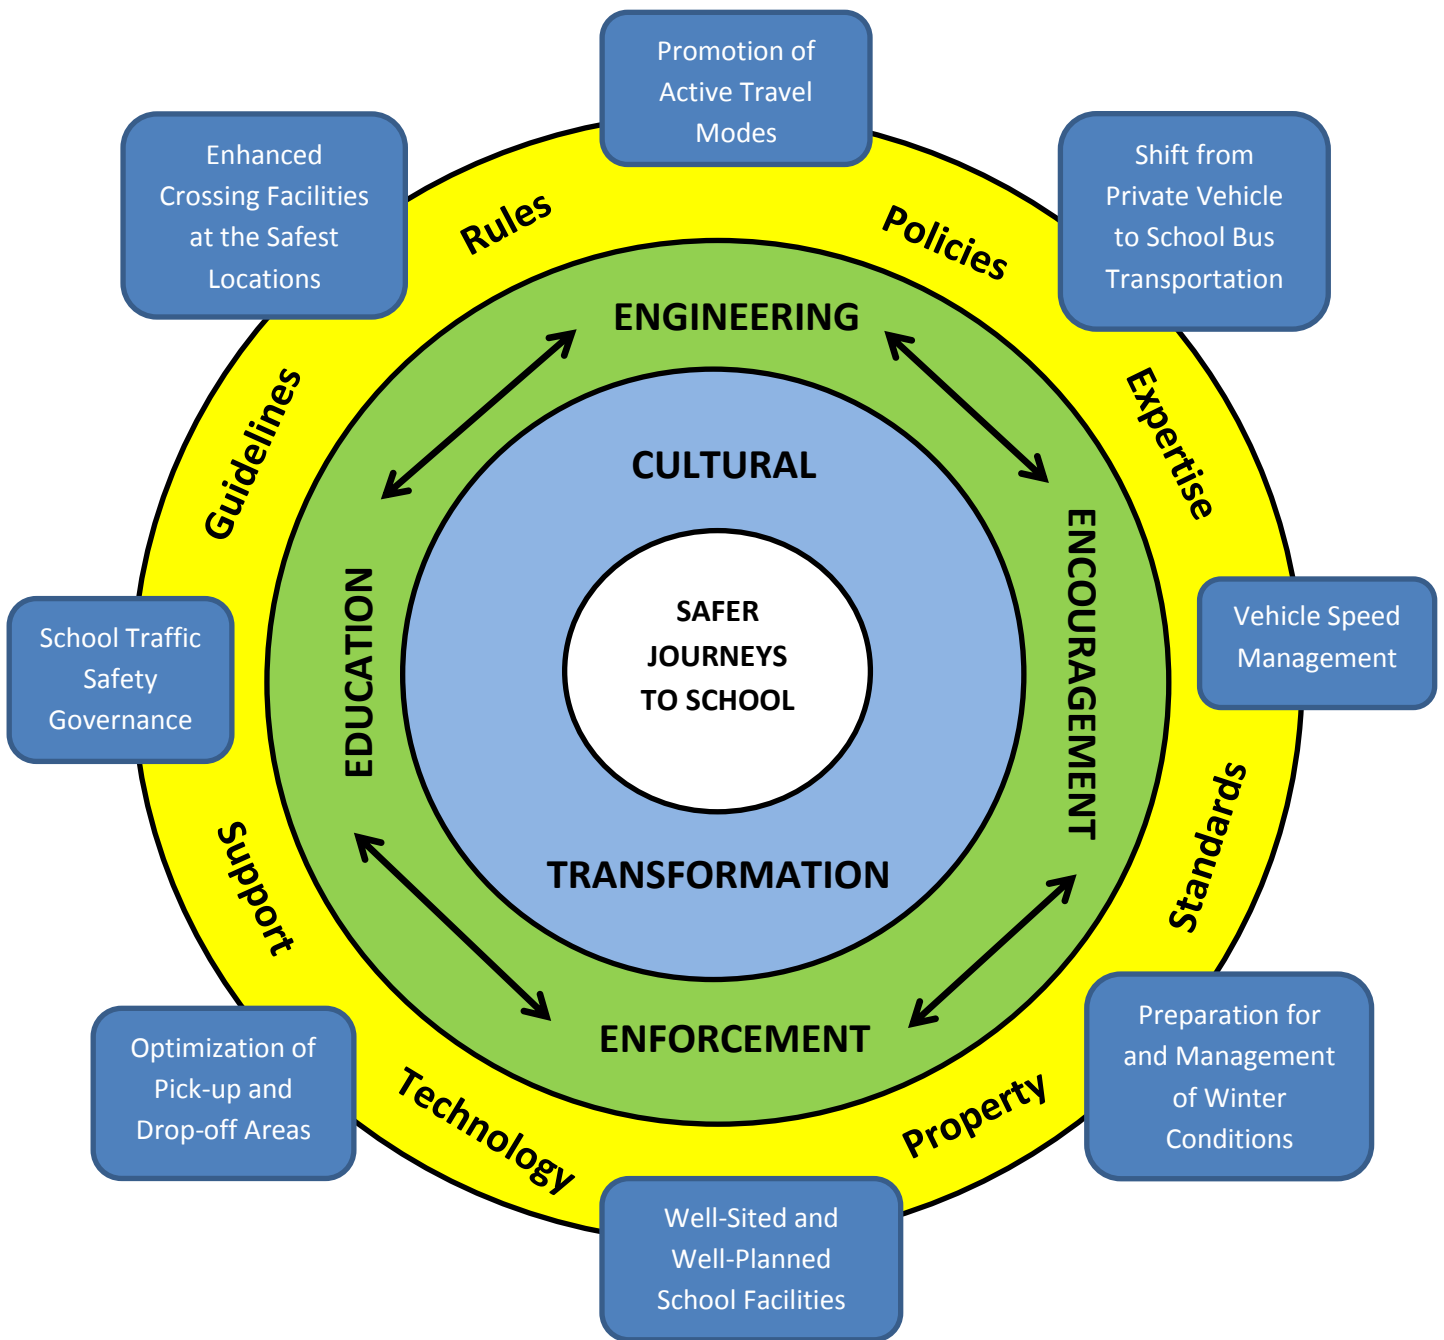 Promotion of
Active Travel
Modes
Enhanced
Crossing Facilities
at the Safest
Locations
Shift from
Private Vehicle
to School Bus
Transportation
Rules
Policies
ENGINEERING
Guidelines
Expertise
CULTURAL
ENCOURAGEMENT
EDUCATION
SAFER
JOURNEYS
TO SCHOOL
School Traffic
Safety
Governance
Vehicle Speed
Management
TRANSFORMATION
Support
Standards
ENFORCEMENT
Optimization of
Pick-up and
Drop-off Areas
Preparation for
and Management
of Winter
Conditions
Technology
Property
Well-Sited and
Well-Planned
School Facilities